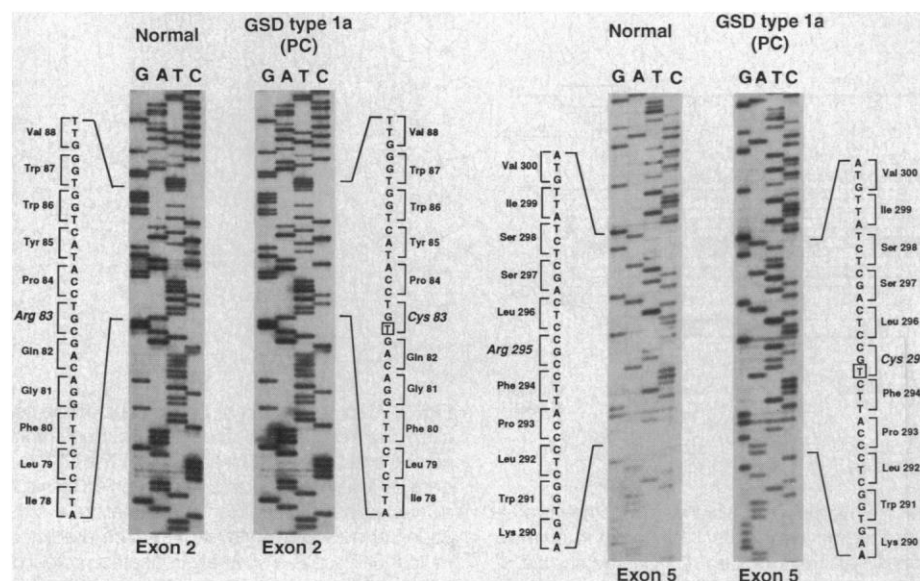 Normal
GSD type 1a
(PC)
G A T C
G A T C
T T G G G T G G T C A T A C C T G C G A C A G G T T T C T C T T A
Val 88
Trp 87
Trp 86
Tyr 85
Pro 84
Arg 83
Gln 82
Gly 81
Phe 80
Leu 79
Ile 78
T T G G G T G G T C A T A C C T G T G A C A G G T T T C T C T T A
Val 88
Trp 87
Trp 86
Tyr 85
Pro 84
Cys 83
Gln 82
Gly 81
Phe 80
Leu 79
Ile 78
Exon 2
Exon 2
Normal
GSD type 1a
(PC)
G A T C
G A T C
Val 300
Ile 299
Ser 298
Ser 297
Leu 296
Arg 295
Phe 294
Pro 293
Leu 292
Trp 291
Lys 290
A T G T T A T C T C G A C T C C G C C T T A C C C T C G G T G A A
A T G T T A T C T C G A C T C C G T C T T A C C C T C G G T G A A
Val 300
Ile 299
Ser 298
Ser 297
Leu 296
Cys 29
Phe 294
Pro 293
Leu 292
Trp 291
Lys 290
Exon 5
Exon 5